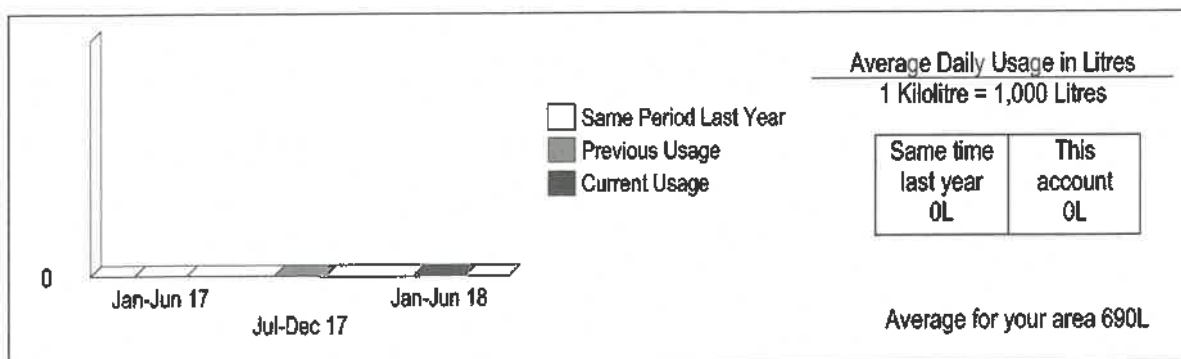 0
Jan-Jun 17
Jul-Dec 17
Jan-Jun 18
Same Period Last Year
Previous Usage
Current Usage
Average Daily Usage in Litres
1 Kilolitre = 1,000 Litres
Same time
last year
0L
This
account
0L
Average for your area 690L